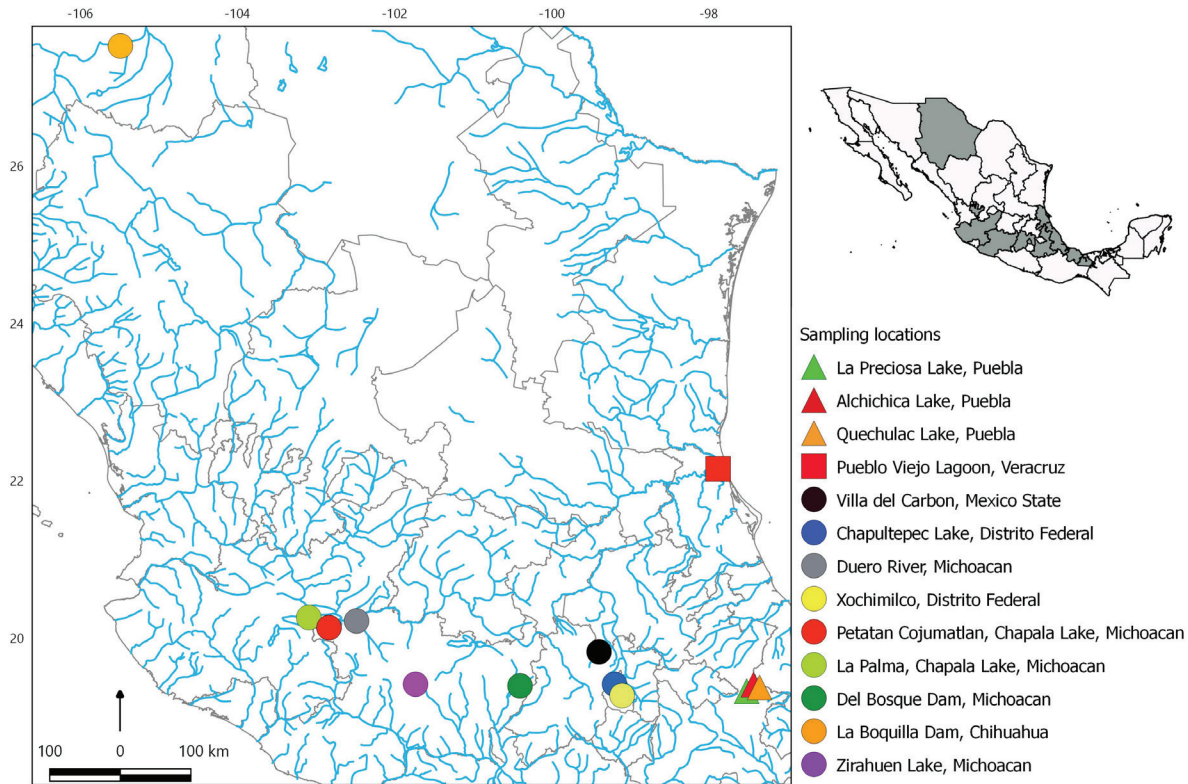 -106 -104 -102 -100 -98
26
24
22
20
100 0 100 km
Sampling locations
La Preciosa Lake, Puebla
Alchichica Lake, Puebla
Quechulac Lake, Puebla
Pueblo Viejo Lagoon, Veracruz
Villa del Carbon, Mexico State
Chapultepec Lake, Distrito Federal
Duero River, Michoacan
Xochimilco, Distrito Federal
Petatan Cojumatlan, Chapala Lake, Michoacan
La Palma, Chapala Lake, Michoacan
Del Bosque Dam, Michoacan
La Boquilla Dam, Chihuahua
Zirahuen Lake, Michoacan